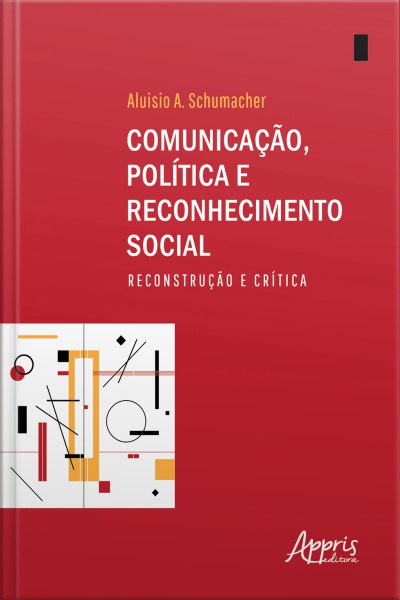 Aluisio A. Schumacher
COMUNICAÇÃO,
POLÍTICA E
RECONHECIMENTO
SOCIAL
RECONSTRUÇÃO E CRÍTICA
Appris
editora